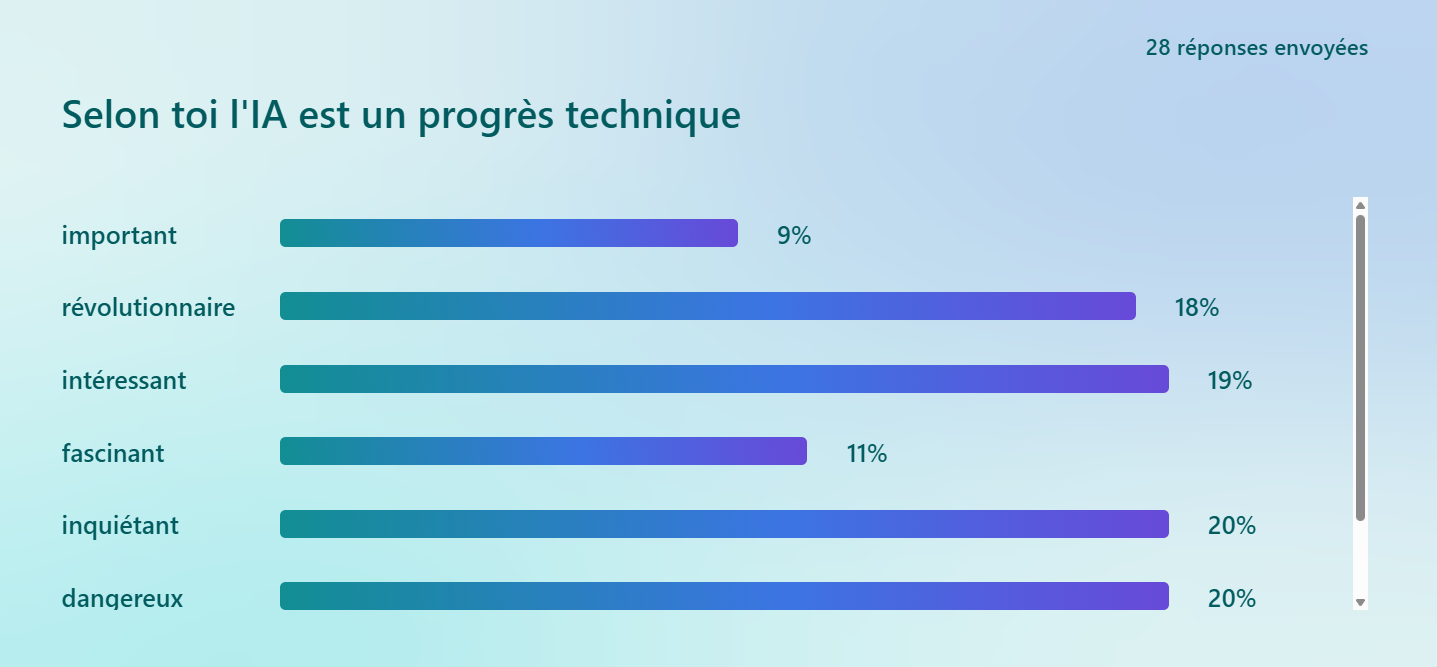 28 réponses envoyées
Selon toi l'IA est un progrès technique
important 9%
révolutionnaire 18%
intéressant 19%
fascinant 11%
inquiétant 20%
dangereux 20%